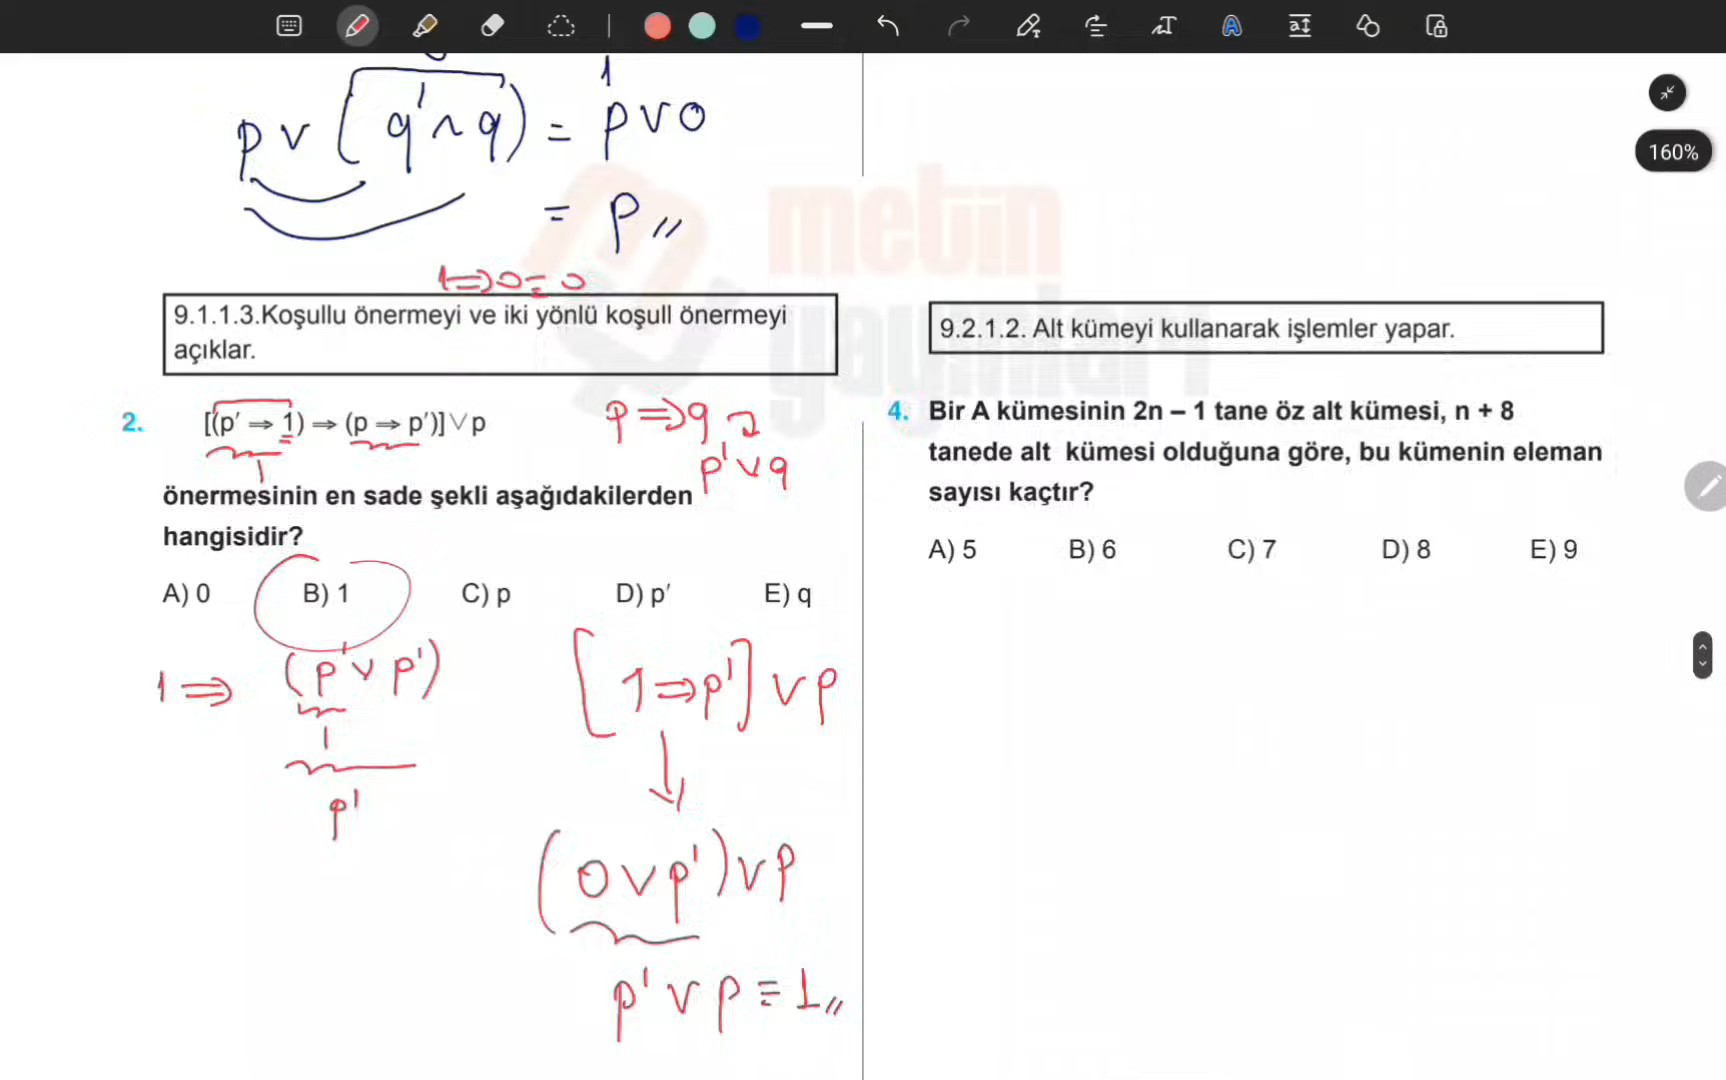 160%
p v (q' ∧ q) = p v 0
1
= p //
metin
yayınları
1 ⇒ 0 = 0
9.1.1.3.Koşullu önermeyi ve iki yönlü koşull önermeyi
açıklar.
2. [(p′ ⇒ 1) ⇒ (p ⇒ p′)] ∨ p
1
p ⇒ q
p' v q
önermesinin en sade şekli aşağıdakilerden
hangisidir?
A) 0 B) 1 C) p D) p′ E) q
1 ⇒ (p' v p')
1
p'
[1 ⇒ p'] v p
(0 v p') v p
p' v p ≡ 1 //
9.2.1.2. Alt kümeyi kullanarak işlemler yapar.
4. Bir A kümesinin 2n – 1 tane öz alt kümesi, n + 8
tanede alt kümesi olduğuna göre, bu kümenin eleman
sayısı kaçtır?
A) 5 B) 6 C) 7 D) 8 E) 9